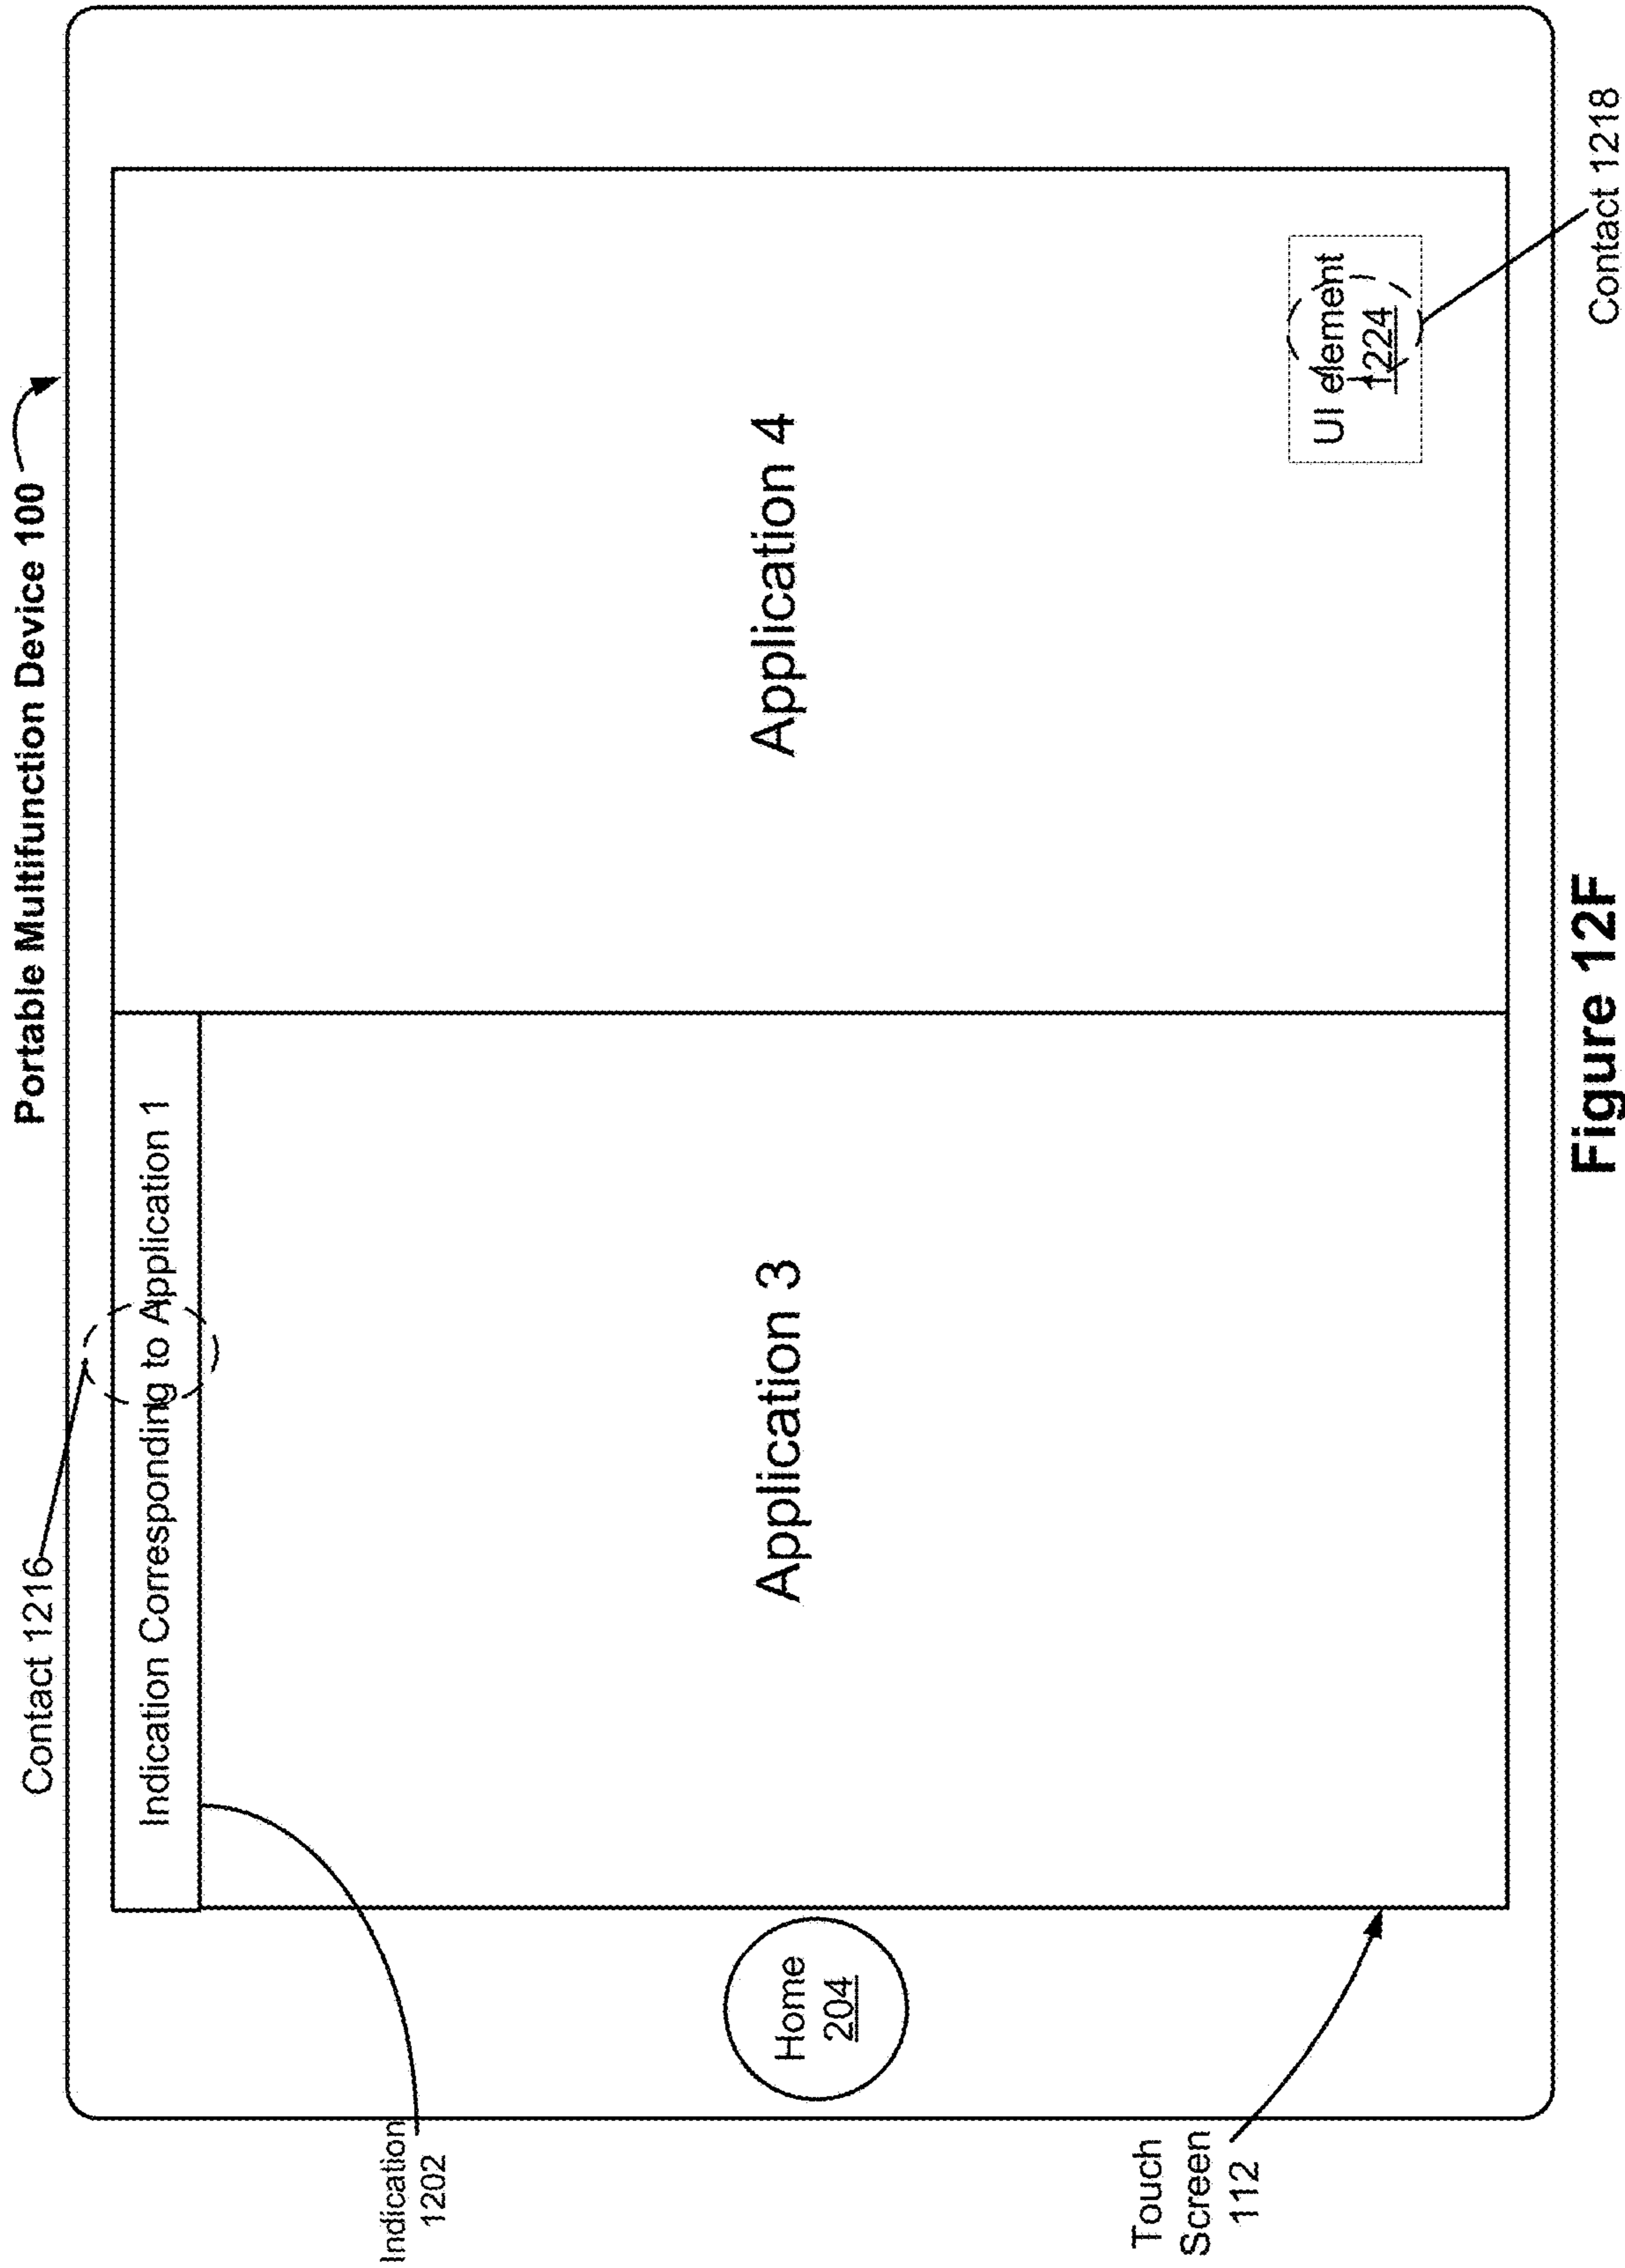 Portable Multifunction Device 100
Contact 1216
Indication Corresponding to Application 1
Indication
1202
Application 3
Application 4
Home
204
UI element
1224
Touch
Screen
112
Contact 1218
Figure 12F